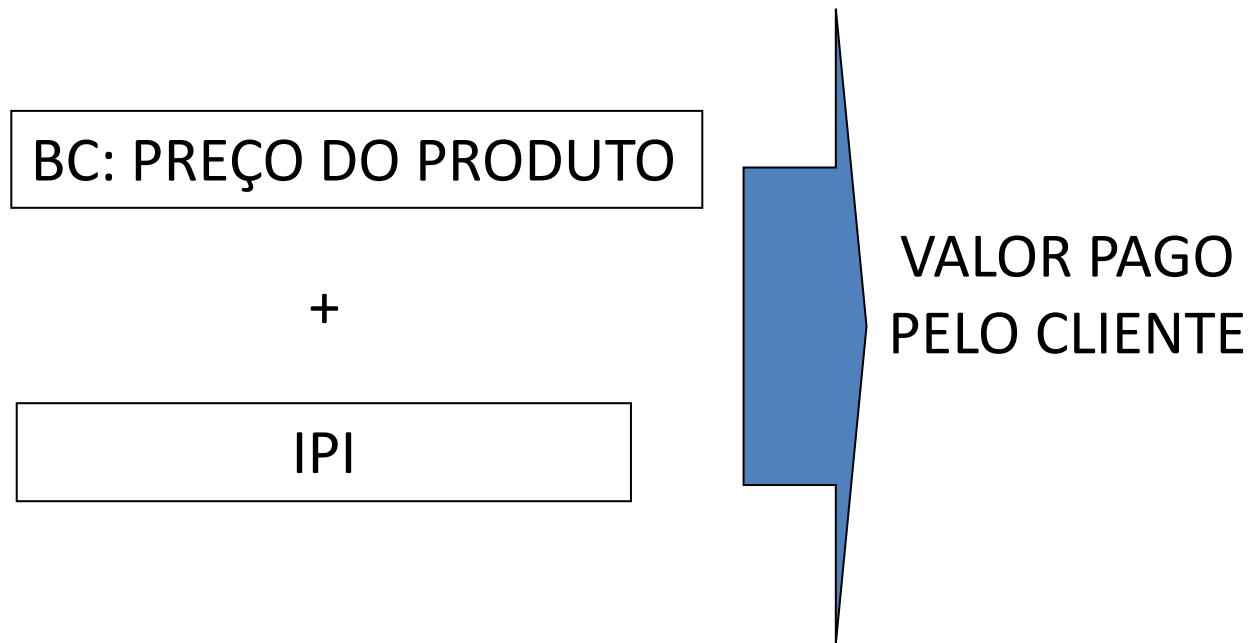 BC: PREÇO DO PRODUTO
+
IPI
VALOR PAGO
PELO CLIENTE